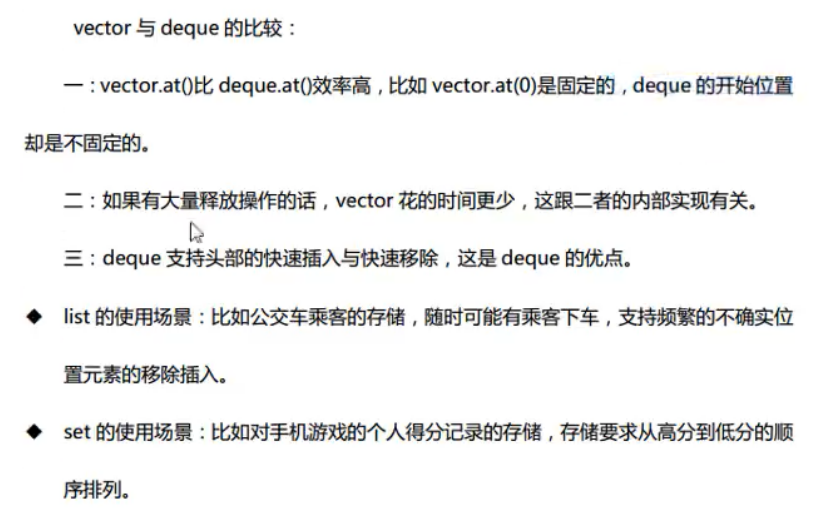 vector 与 deque 的比较：
一：vector.at()比 deque.at()效率高，比如 vector.at(0)是固定的，deque 的开始位置
却是不固定的。
二：如果有大量释放操作的话，vector 花的时间更少，这跟二者的内部实现有关。
三：deque 支持头部的快速插入与快速移除，这是 deque 的优点。
◆ list 的使用场景：比如公交车乘客的存储，随时可能有乘客下车，支持频繁的不确实位
置元素的移除插入。
◆ set 的使用场景：比如对手机游戏的个人得分记录的存储，存储要求从高分到低分的顺
序排列。